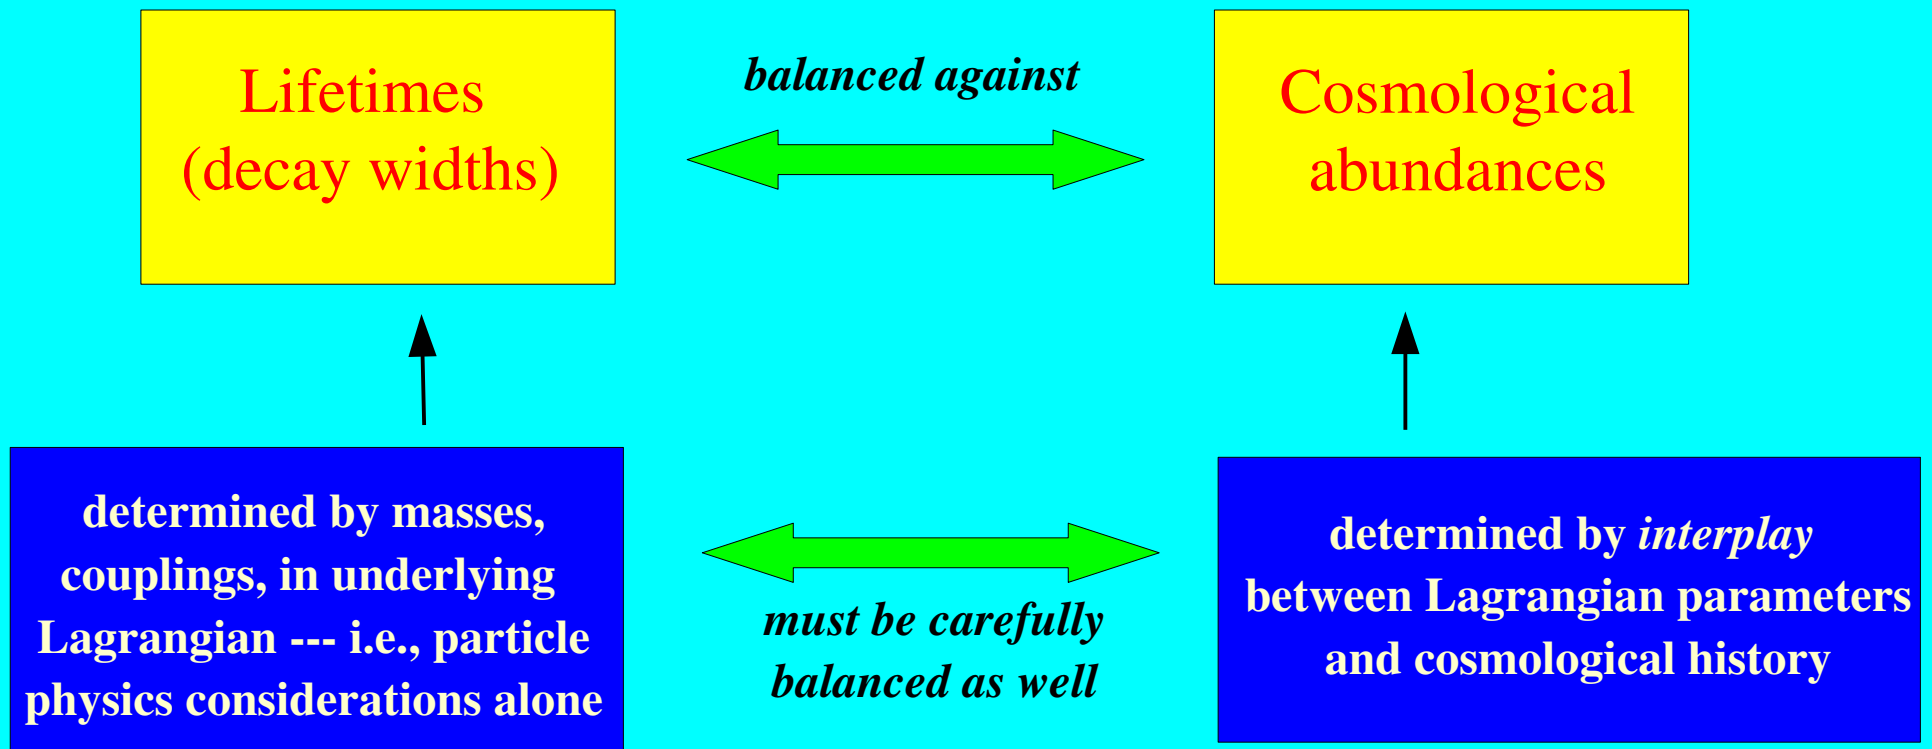 Lifetimes
(decay widths)
balanced against
Cosmological
abundances
determined by masses,
couplings, in underlying
Lagrangian --- i.e., particle
physics considerations alone
must be carefully
balanced as well
determined by interplay
between Lagrangian parameters
and cosmological history